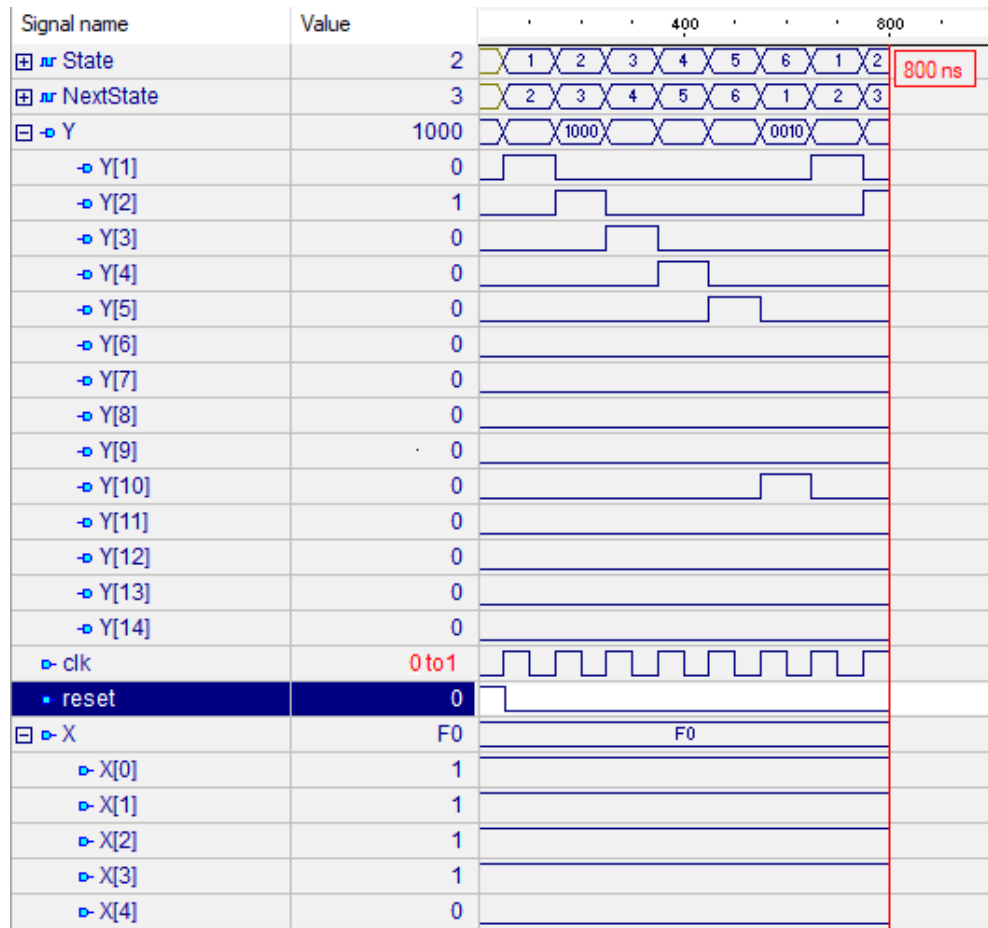 Signal name Value 400 800
State 2 1 2 3 4 5 6 1 2
800 ns
NextState 3 2 3 4 5 6 1 2 3
Y 1000 1000 0010
Y[1] 0
Y[2] 1
Y[3] 0
Y[4] 0
Y[5] 0
Y[6] 0
Y[7] 0
Y[8] 0
Y[9] 0
Y[10] 0
Y[11] 0
Y[12] 0
Y[13] 0
Y[14] 0
clk 0 to 1
reset 0
X F0 F0
X[0] 1
X[1] 1
X[2] 1
X[3] 1
X[4] 0